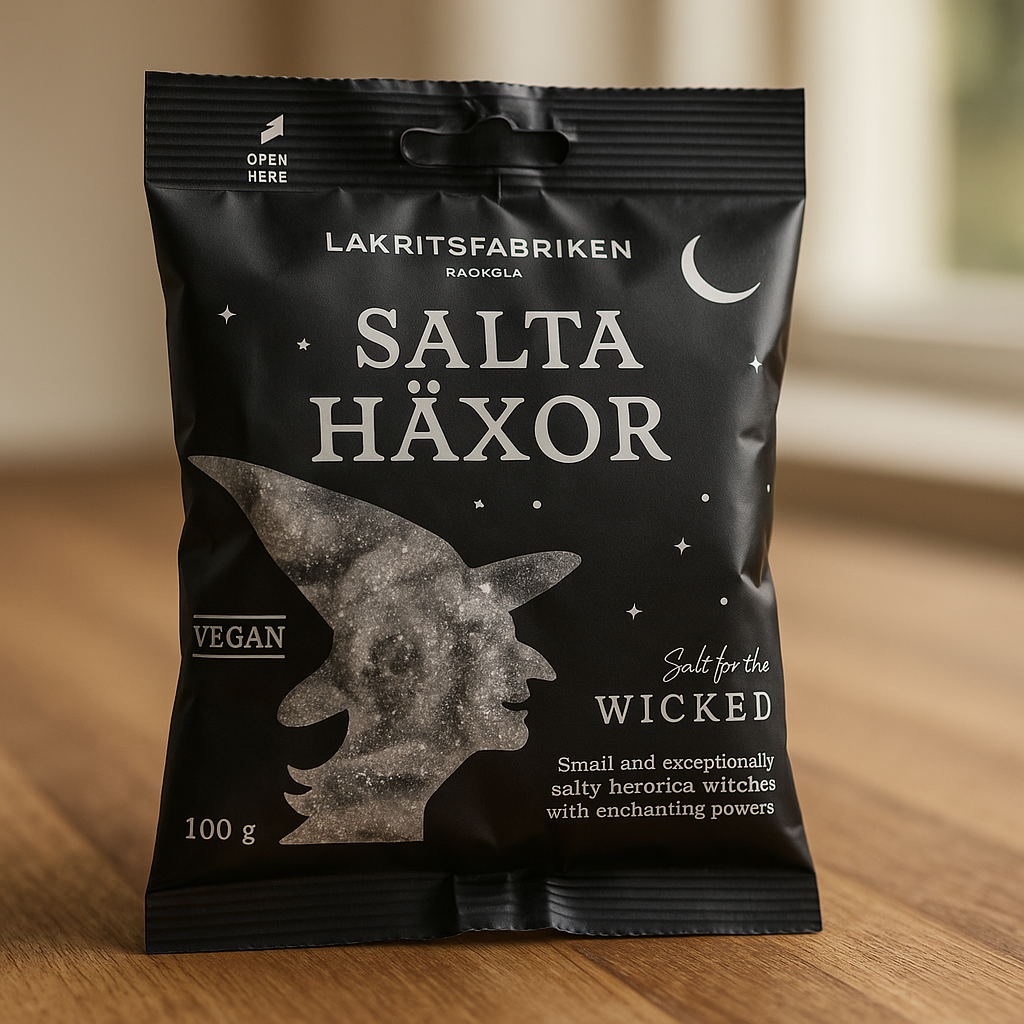 OPEN
HERE
LAKRITSFABRIKEN
RAOKGLA
SALTA
HÄXOR
VEGAN
Salt for the
WICKED
Smail and exceptionally
salty herorica witches
with enchanting powers
100 g